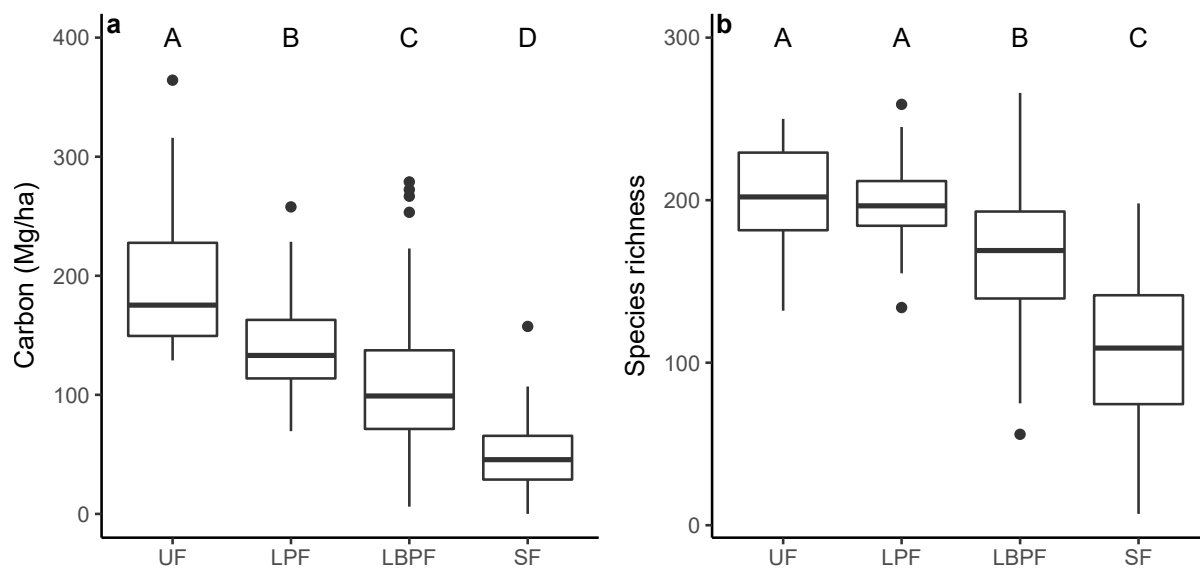 a
A B C D
400
300
200
100
0
Carbon (Mg/ha)
UF LPF LBPF SF
b
A A B C
300
200
100
0
Species richness
UF LPF LBPF SF